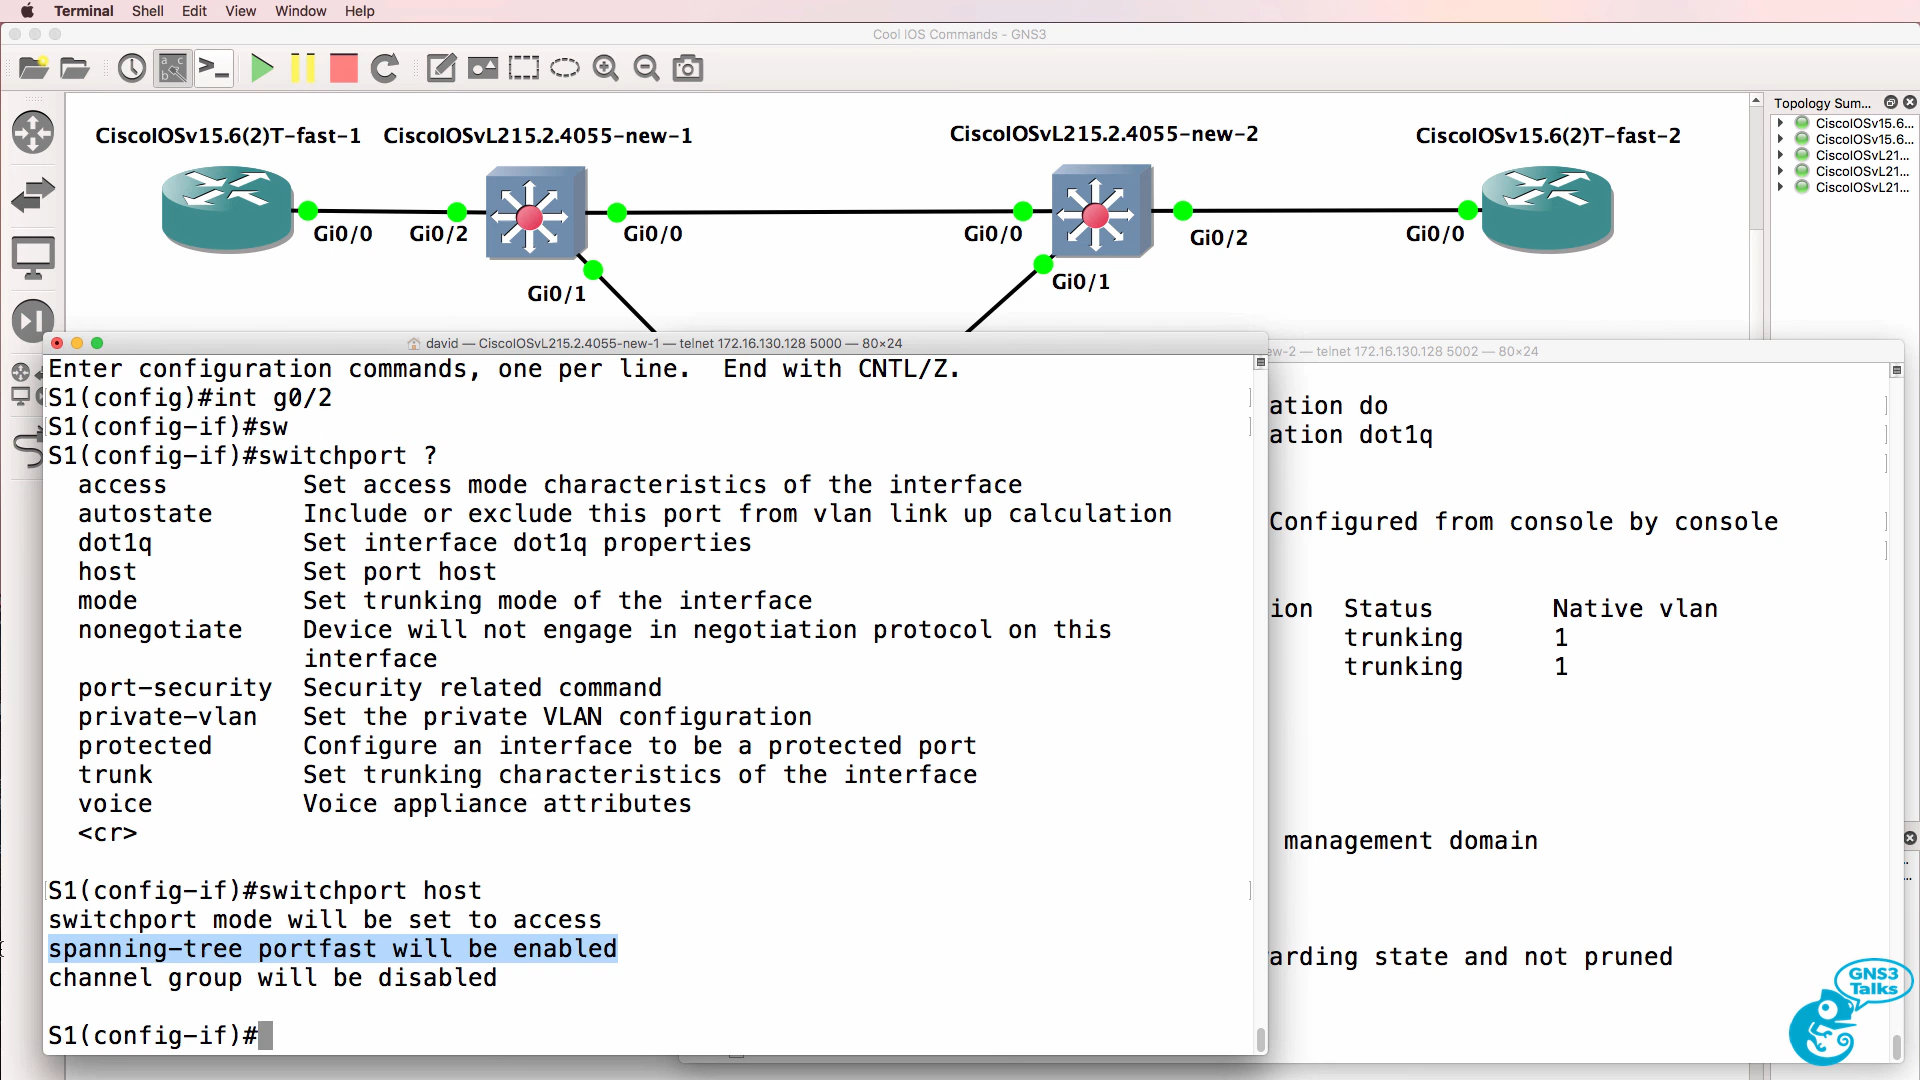 Terminal Shell Edit View Window Help
Cool IOS Commands - GNS3
Topology Sum...
CiscoIOSv15.6...
CiscoIOSv15.6...
CiscoIOSvL21...
CiscoIOSvL21...
CiscoIOSvL21...
CiscoIOSv15.6(2)T-fast-1 CiscoIOSvL215.2.4055-new-1 CiscoIOSvL215.2.4055-new-2 CiscoIOSv15.6(2)T-fast-2
Gi0/0 Gi0/2 Gi0/0 Gi0/0 Gi0/2 Gi0/0
Gi0/1 Gi0/1
david — CiscoIOSvL215.2.4055-new-1 — telnet 172.16.130.128 5000 — 80×24
Enter configuration commands, one per line.  End with CNTL/Z.
S1(config)#int g0/2
S1(config-if)#sw
S1(config-if)#switchport ?
access Set access mode characteristics of the interface
autostate Include or exclude this port from vlan link up calculation
dot1q Set interface dot1q properties
host Set port host
mode Set trunking mode of the interface
nonegotiate Device will not engage in negotiation protocol on this
interface
port-security Security related command
private-vlan Set the private VLAN configuration
protected Configure an interface to be a protected port
trunk Set trunking characteristics of the interface
voice Voice appliance attributes
<cr>
S1(config-if)#switchport host
switchport mode will be set to access
spanning-tree portfast will be enabled
channel group will be disabled
S1(config-if)#
ew-2 — telnet 172.16.130.128 5002 — 80×24
ation do
ation dot1q
Configured from console by console
ion Status Native vlan
trunking 1
trunking 1
management domain
arding state and not pruned
GNS3
Talks